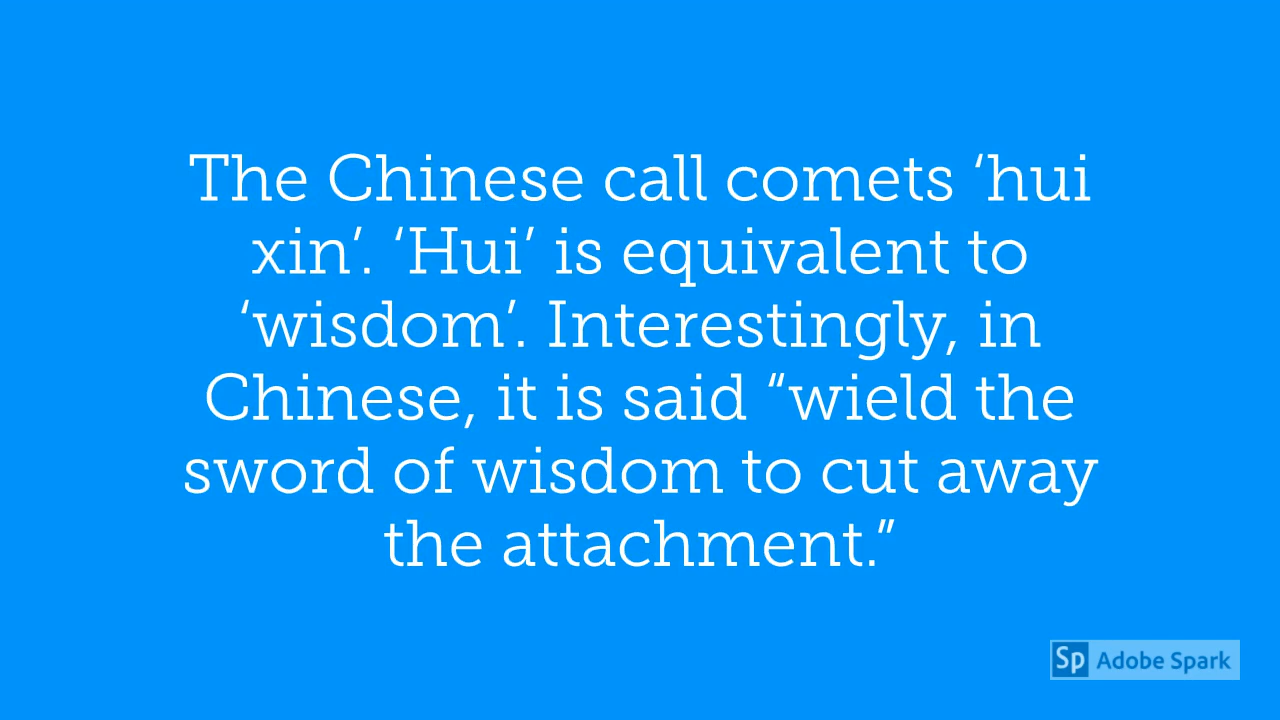 The Chinese call comets ‘hui
xin’. ‘Hui’ is equivalent to
‘wisdom’. Interestingly, in
Chinese, it is said “wield the
sword of wisdom to cut away
the attachment.”
Sp Adobe Spark